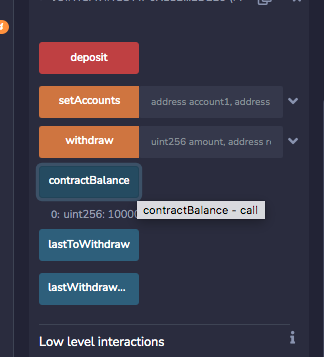 deposit
setAccounts address account1, address
withdraw uint256 amount, address re
contractBalance
0: uint256: 10000
contractBalance - call
lastToWithdraw
lastWithdraw...
Low level interactions